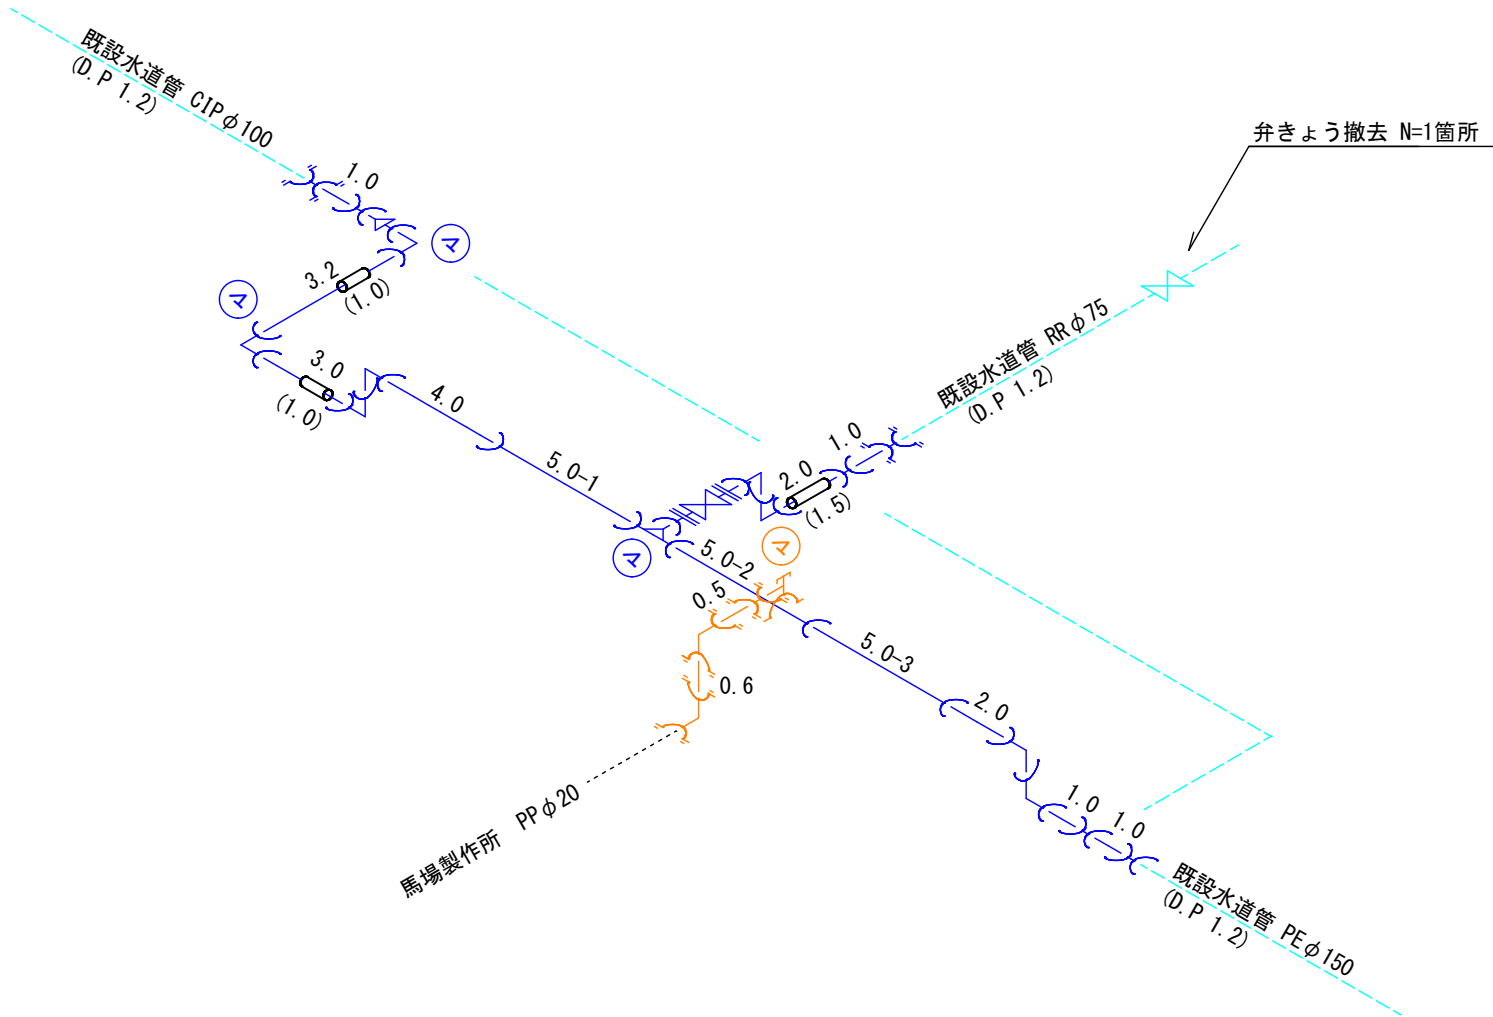 既設水道管 CIPφ100
(D.P 1.2)
1.0
弁きょう撤去 N=1箇所
マ
3.2
(1.0)
マ
3.0
(1.0)
4.0
5.0-1
既設水道管 RRφ75
(D.P 1.2)
1.0
2.0
(1.5)
マ
マ
5.0-2
0.5
0.6
5.0-3
2.0
馬場製作所 PPφ20
1.0
1.0
既設水道管 PEφ150
(D.P 1.2)